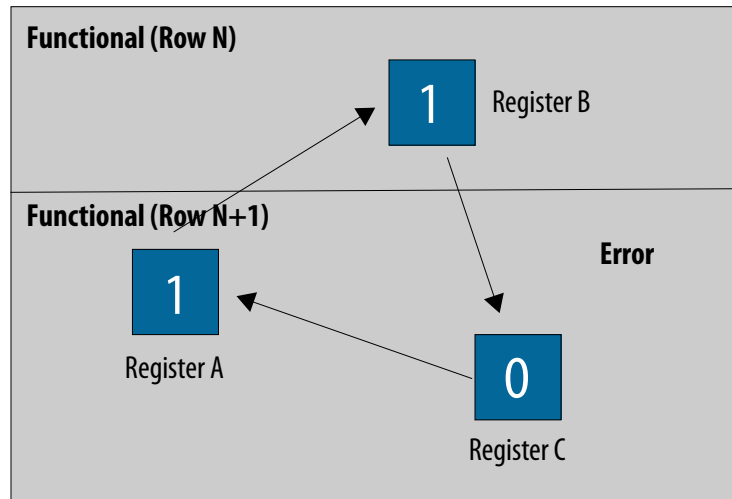 Functional (Row N)
1
Register B
Functional (Row N+1)
Error
1
Register A
0
Register C